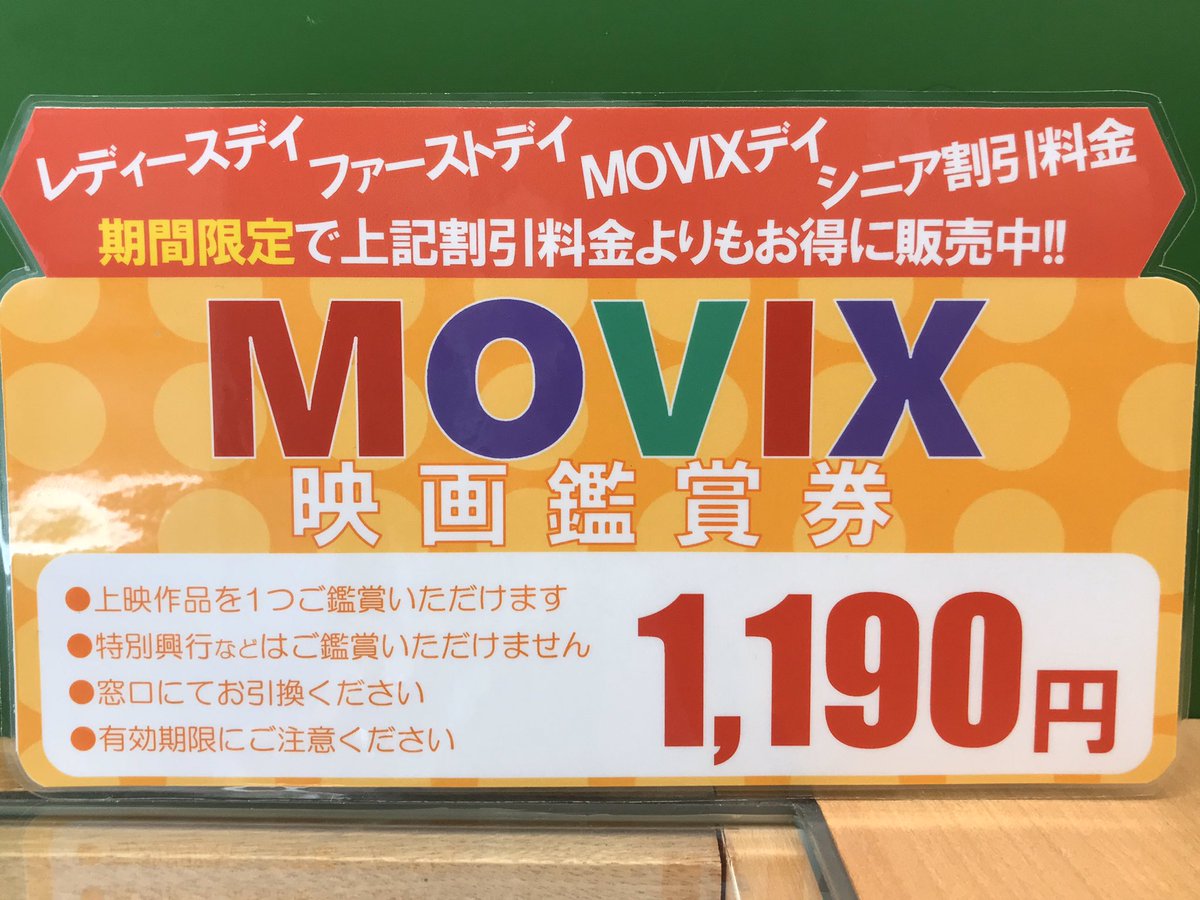 レディースデイ ファーストデイ MOVIXデイ シニア割引料金
期間限定で上記割引料金よりもお得に販売中!!
MOVIX
映画鑑賞券
●上映作品を1つご鑑賞いただけます
●特別興行などはご鑑賞いただけません
●窓口にてお引換ください
●有効期限にご注意ください
1,190円